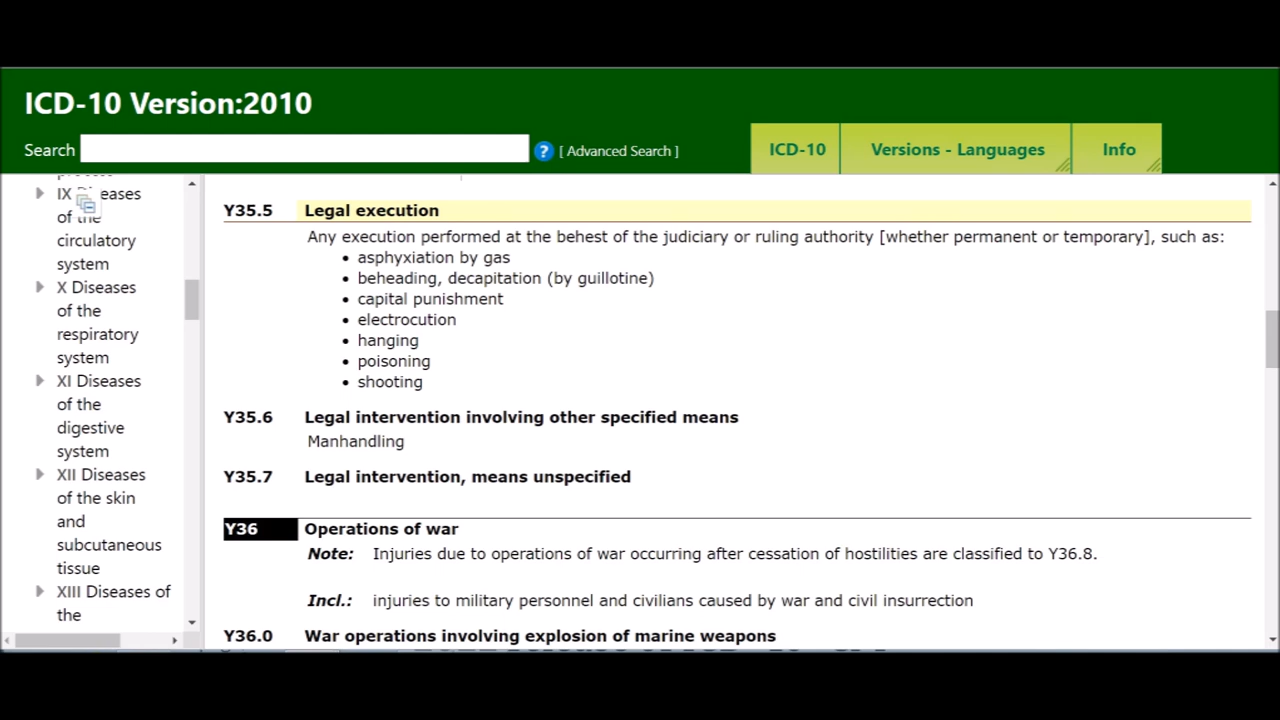 ICD-10 Version:2010
Search
? [ Advanced Search ]
ICD-10
Versions - Languages
Info
IX
of the
circulatory
system
X Diseases
of the
respiratory
system
XI Diseases
of the
digestive
system
XII Diseases
of the skin
and
subcutaneous
tissue
XIII Diseases of
the
Y35.5 Legal execution
Any execution performed at the behest of the judiciary or ruling authority [whether permanent or temporary], such as:
• asphyxiation by gas
• beheading, decapitation (by guillotine)
• capital punishment
• electrocution
• hanging
• poisoning
• shooting
Y35.6 Legal intervention involving other specified means
Manhandling
Y35.7 Legal intervention, means unspecified
Y36 Operations of war
Note: Injuries due to operations of war occurring after cessation of hostilities are classified to Y36.8.
Incl.: injuries to military personnel and civilians caused by war and civil insurrection
Y36.0 War operations involving explosion of marine weapons